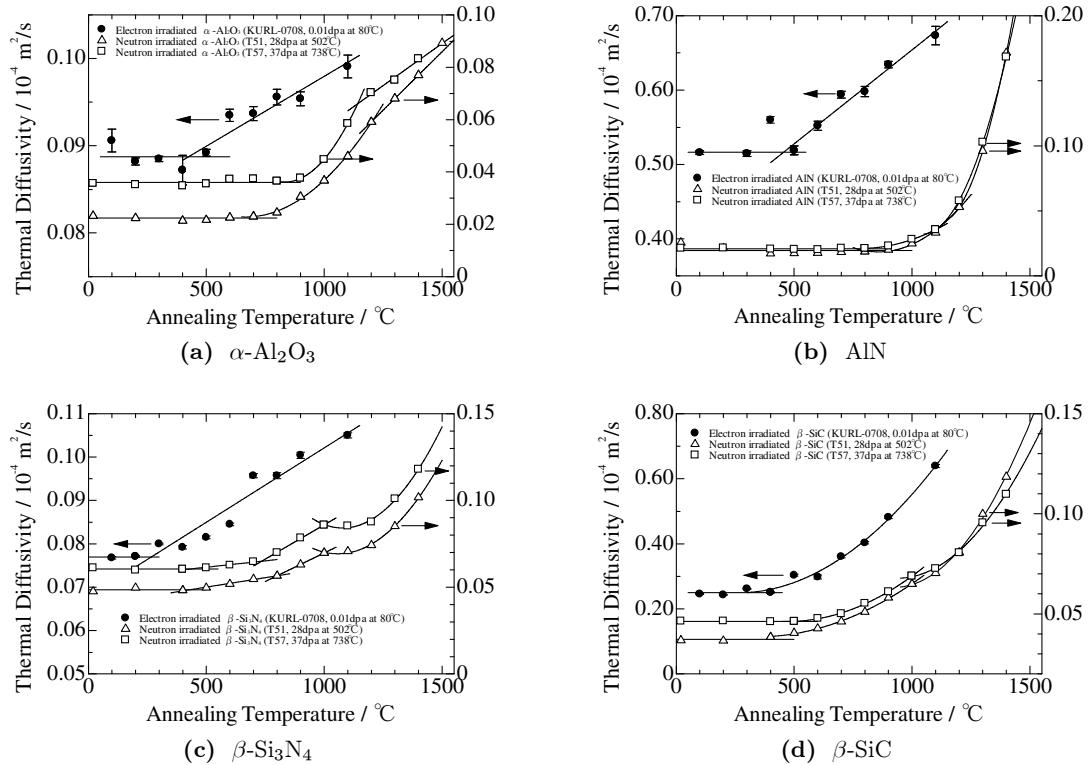 Thermal Diffusivity / 10⁻⁴ m²/s
0.10
0.08
0.06
0.04
0.02
0
0.10
0.09
0.08
● Electron irradiated α-Al₂O₃ (KURL-0708, 0.01dpa at 80℃)
△ Neutron irradiated α-Al₂O₃ (T51, 28dpa at 502℃)
□ Neutron irradiated α-Al₂O₃ (T57, 37dpa at 738℃)
0 500 1000 1500
Annealing Temperature / ℃
(a) α-Al₂O₃
Thermal Diffusivity / 10⁻⁴ m²/s
0.70
0.60
0.50
0.40
0.20
0.10
0
● Electron irradiated AlN (KURL-0708, 0.01dpa at 80℃)
△ Neutron irradiated AlN (T51, 28dpa at 502℃)
□ Neutron irradiated AlN (T57, 37dpa at 738℃)
0 500 1000 1500
Annealing Temperature / ℃
(b) AlN
Thermal Diffusivity / 10⁻⁴ m²/s
0.11
0.10
0.09
0.08
0.07
0.06
0.05
0.15
0.10
0.05
0
● Electron irradiated β-Si₃N₄ (KURL-0708, 0.01dpa at 80℃)
△ Neutron irradiated β-Si₃N₄ (T51, 28dpa at 502℃)
□ Neutron irradiated β-Si₃N₄ (T57, 37dpa at 738℃)
0 500 1000 1500
Annealing Temperature / ℃
(c) β-Si₃N₄
Thermal Diffusivity / 10⁻⁴ m²/s
0.80
0.60
0.40
0.20
0
0.15
0.10
0.05
0
● Electron irradiated β-SiC (KURL-0708, 0.01dpa at 80℃)
△ Neutron irradiated β-SiC (T51, 28dpa at 502℃)
□ Neutron irradiated β-SiC (T57, 37dpa at 738℃)
0 500 1000 1500
Annealing Temperature / ℃
(d) β-SiC